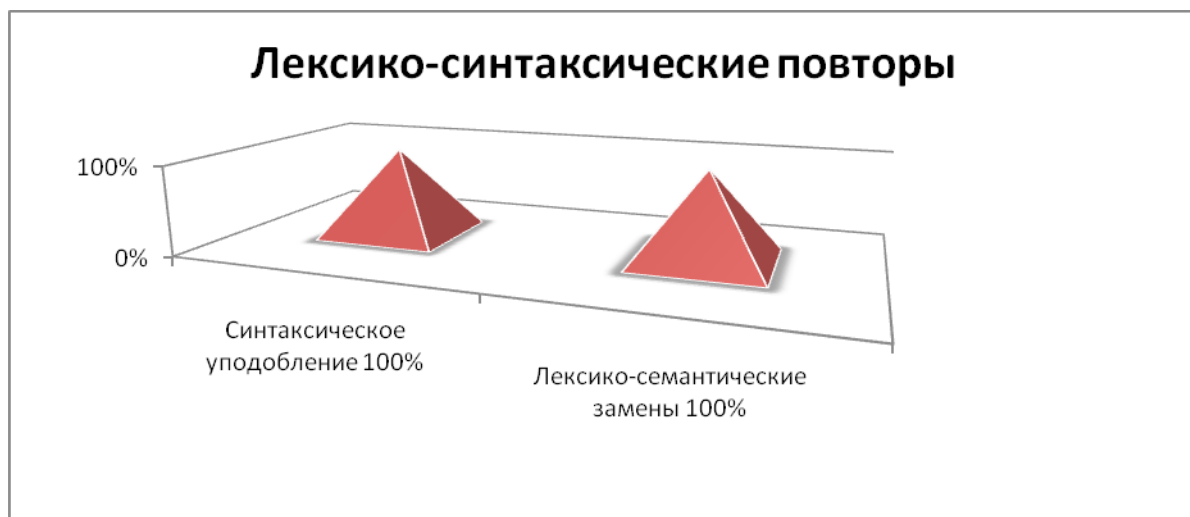 Лексико-синтаксические повторы
100%
0%
Синтаксическое
уподобление 100%
Лексико-семантические
замены 100%